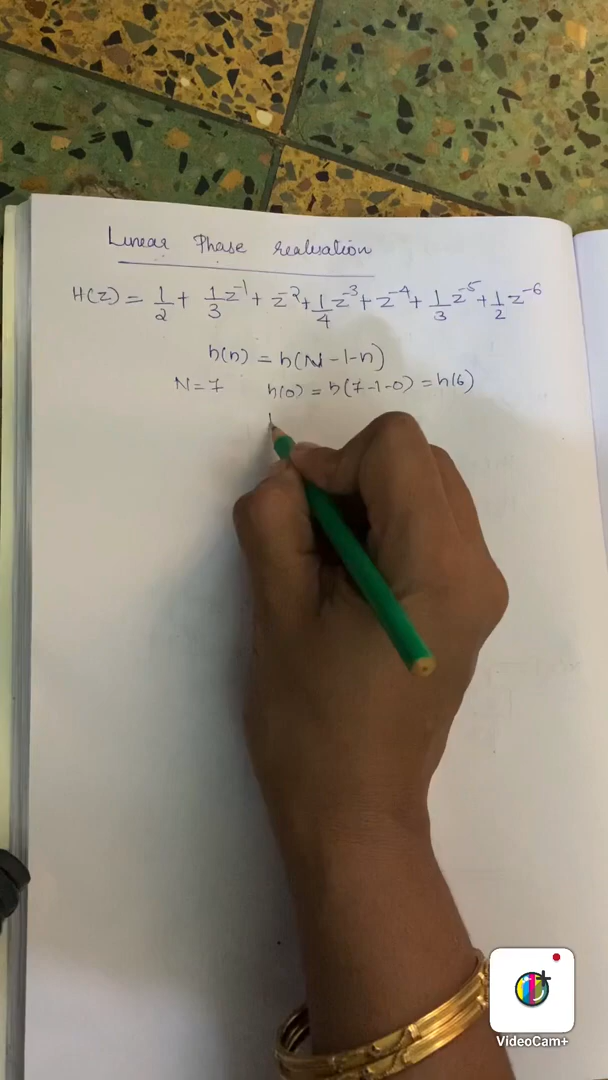 Linear Phase realisation
H(z) = 1/2 + 1/3 z^-1 + z^-2 + 1/4 z^-3 + z^-4 + 1/3 z^-5 + 1/2 z^-6
h(n) = h(N-1-n)
N=7 h(0) = h(7-1-0) = h(6)
VideoCam+